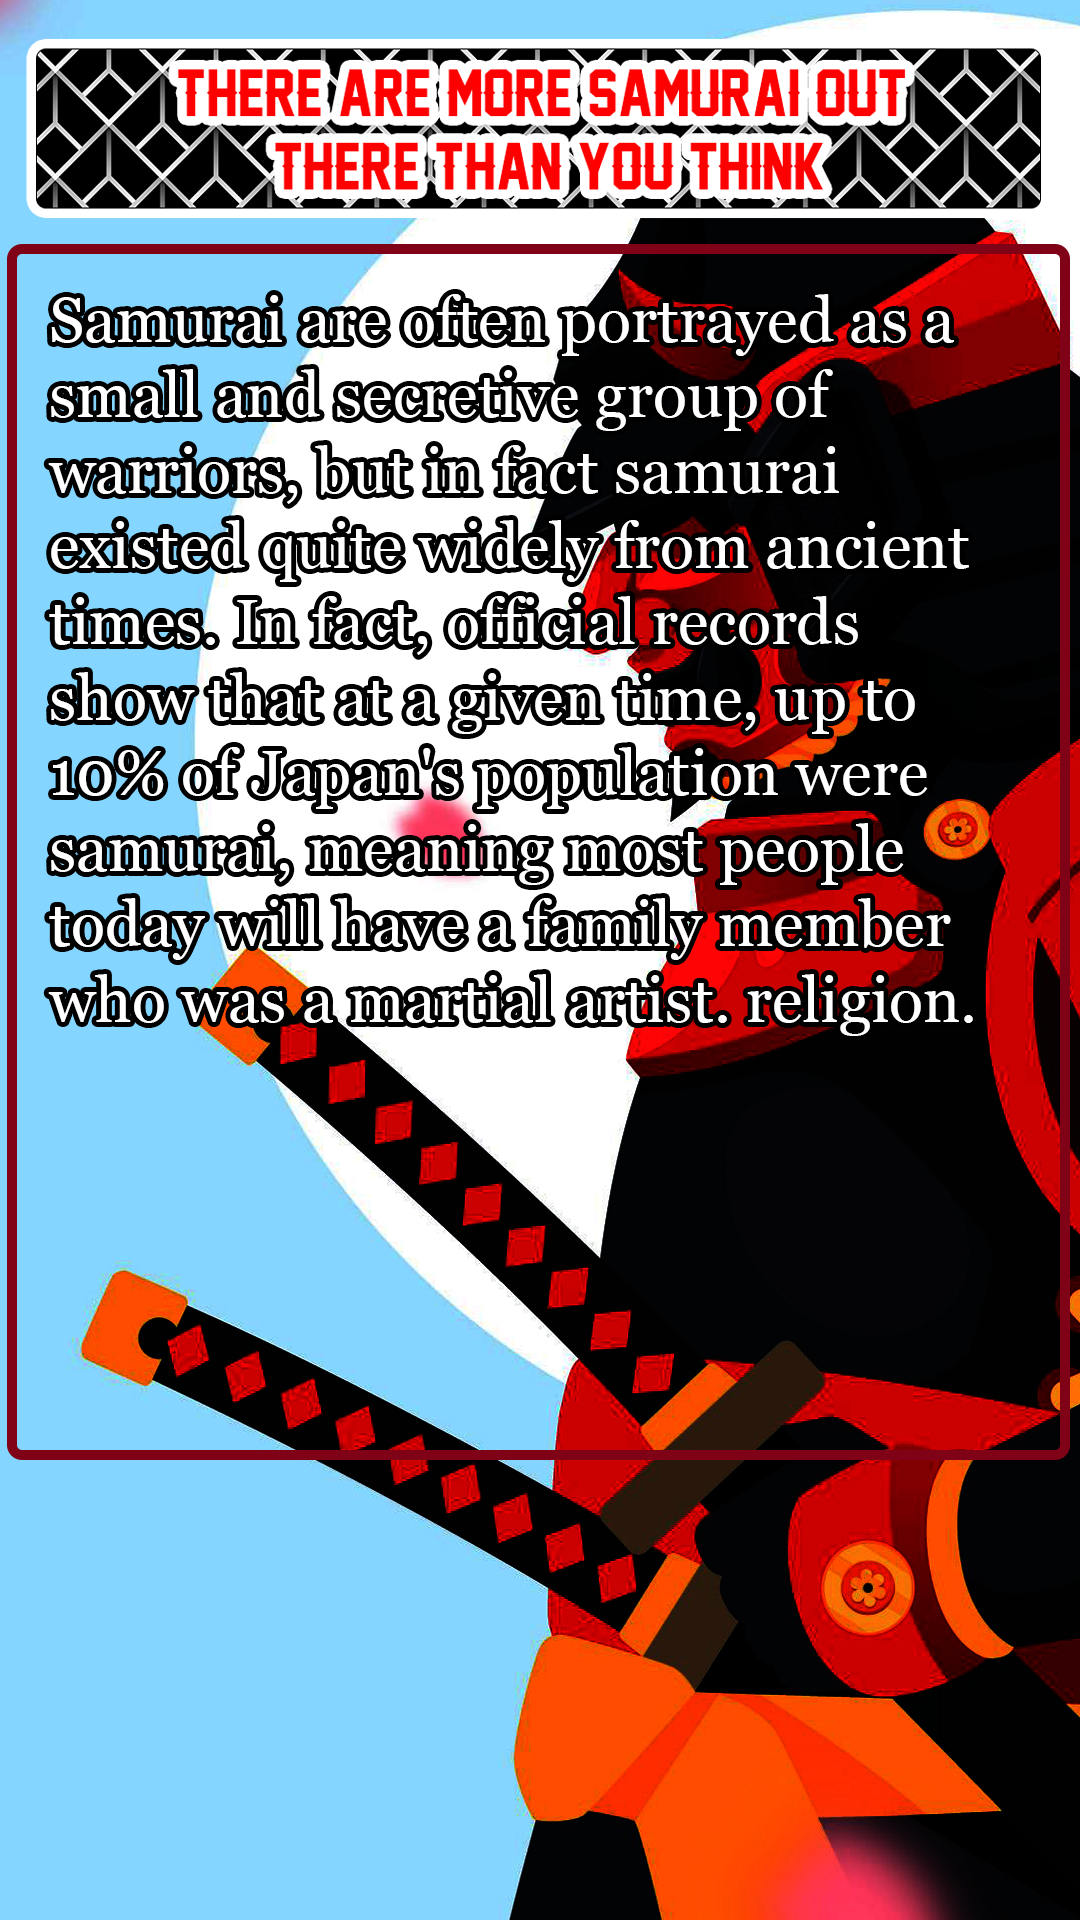 THERE ARE MORE SAMURAI OUT
THERE THAN YOU THINK
Samurai are often portrayed as a
small and secretive group of
warriors, but in fact samurai
existed quite widely from ancient
times. In fact, official records
show that at a given time, up to
10% of Japan's population were
samurai, meaning most people
today will have a family member
who was a martial artist. religion.